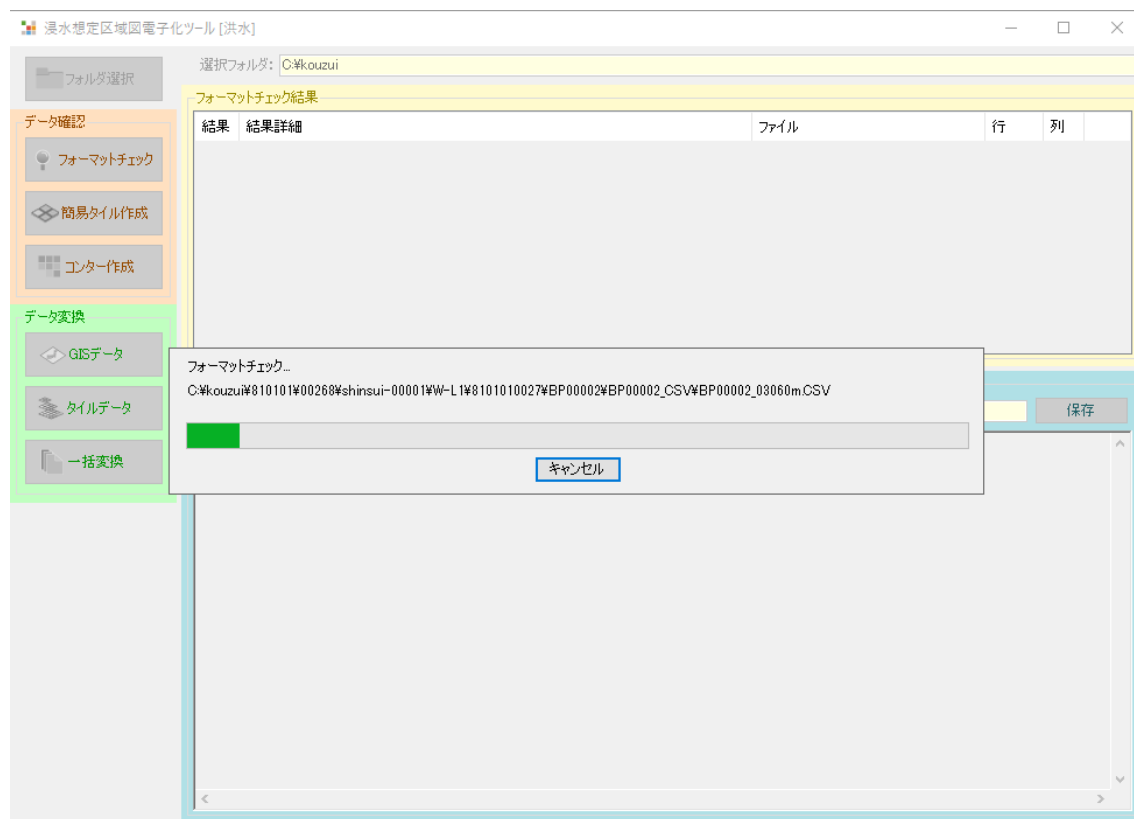 浸水想定区域図電子化ツール [洪水]
フォルダ選択
選択フォルダ: C:¥kouzui
データ確認
フォーマットチェック
簡易タイル作成
コンター作成
データ変換
GISデータ
タイルデータ
一括変換
フォーマットチェック結果
結果 結果詳細 ファイル 行 列
フォーマットチェック...
C:¥kouzui¥810101¥00268¥shinsui-00001¥W-L1¥8101010027¥BP00002¥BP00002_CSV¥BP00002_03060m.CSV
キャンセル
保存